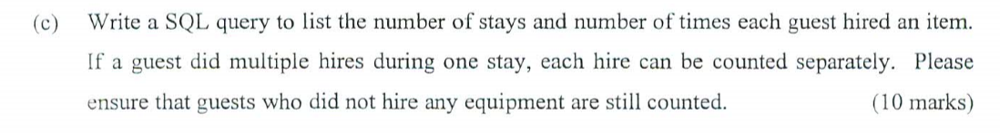 (c) Write a SQL query to list the number of stays and number of times each guest hired an item.
If a guest did multiple hires during one stay, each hire can be counted separately. Please
ensure that guests who did not hire any equipment are still counted. (10 marks)